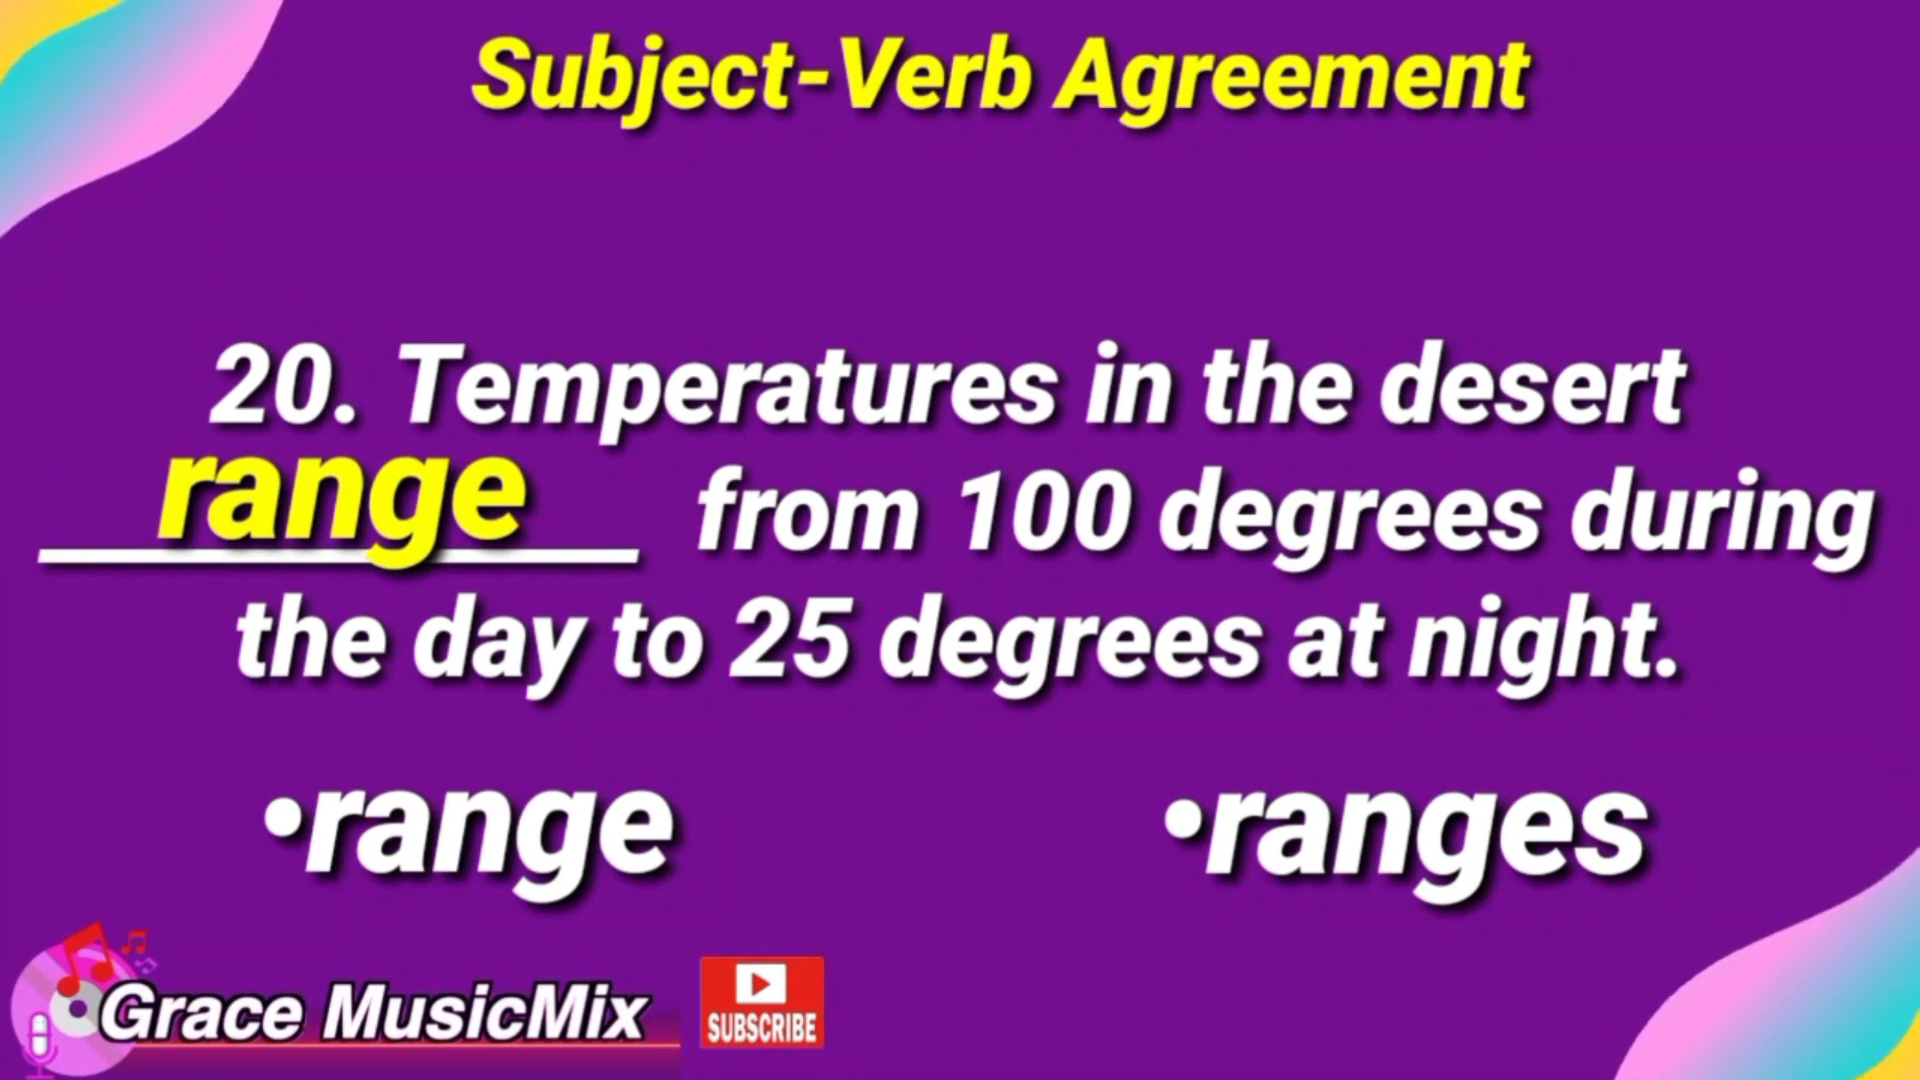 Subject-Verb Agreement
20. Temperatures in the desert
range from 100 degrees during
the day to 25 degrees at night.
•range •ranges
Grace MusicMix
SUBSCRIBE